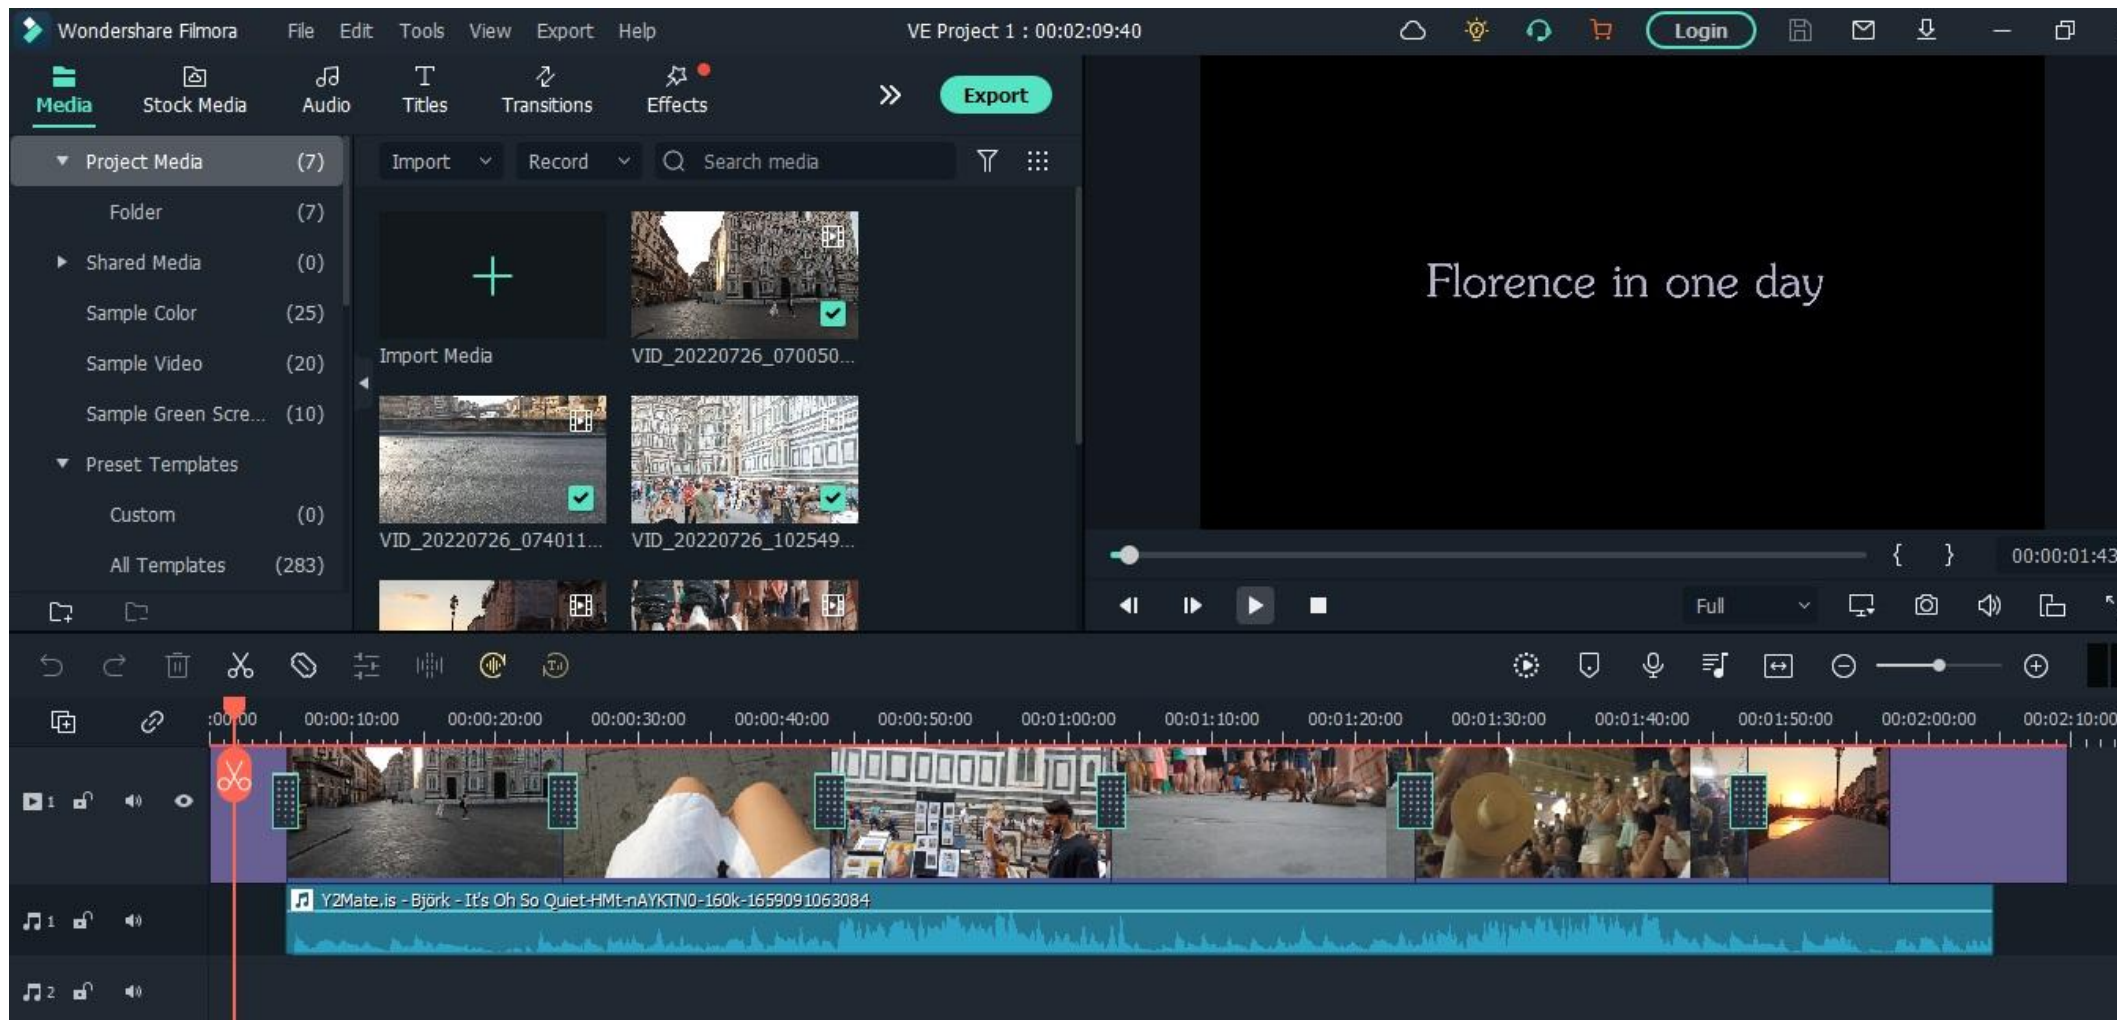 Wondershare Filmora File Edit Tools View Export Help VE Project 1 : 00:02:09:40 Login
Media Stock Media Audio Titles Transitions Effects Export
Project Media (7)
Folder (7)
Shared Media (0)
Sample Color (25)
Sample Video (20)
Sample Green Scre... (10)
Preset Templates
Custom (0)
All Templates (283)
Import Record Search media
Import Media VID_20220726_070050...
VID_20220726_074011... VID_20220726_102549...
Florence in one day
{ } 00:00:01:43
Full
:00:00 00:00:10:00 00:00:20:00 00:00:30:00 00:00:40:00 00:00:50:00 00:01:00:00 00:01:10:00 00:01:20:00 00:01:30:00 00:01:40:00 00:01:50:00 00:02:00:00 00:02:10:00
1
Y2Mate.is - Björk - It's Oh So Quiet-HMt-nAYKTN0-160k-1659091063084
1
2